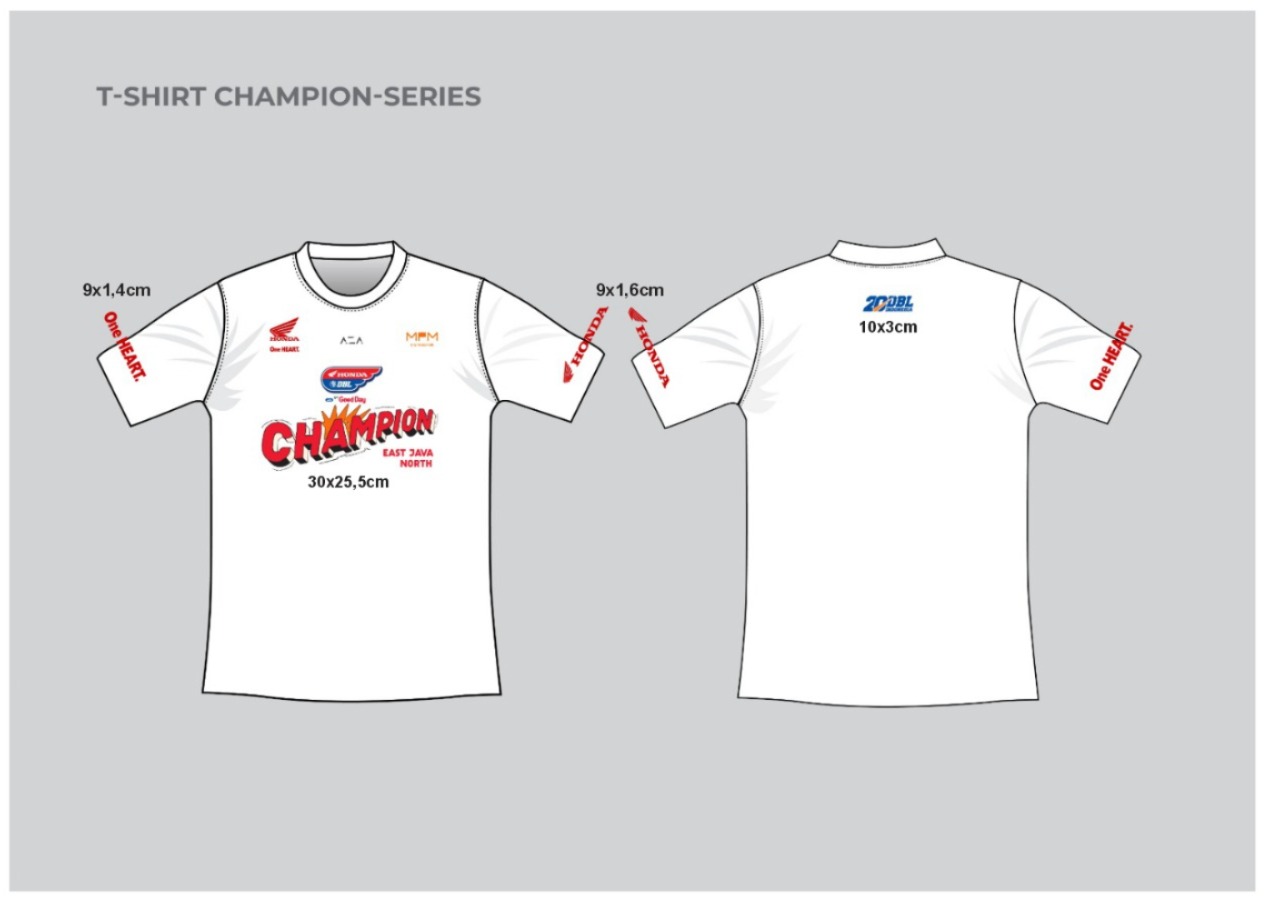 T-SHIRT CHAMPION-SERIES
9x1,4cm
One HEART.
HONDA
One HEART.
AZA
MPM
HONDA
DBL
Good Day
CHAMPION
EAST JAVA
NORTH
30x25,5cm
HONDA
9x1,6cm
HONDA
20 DBL
INDONESIA
10x3cm
One HEART.